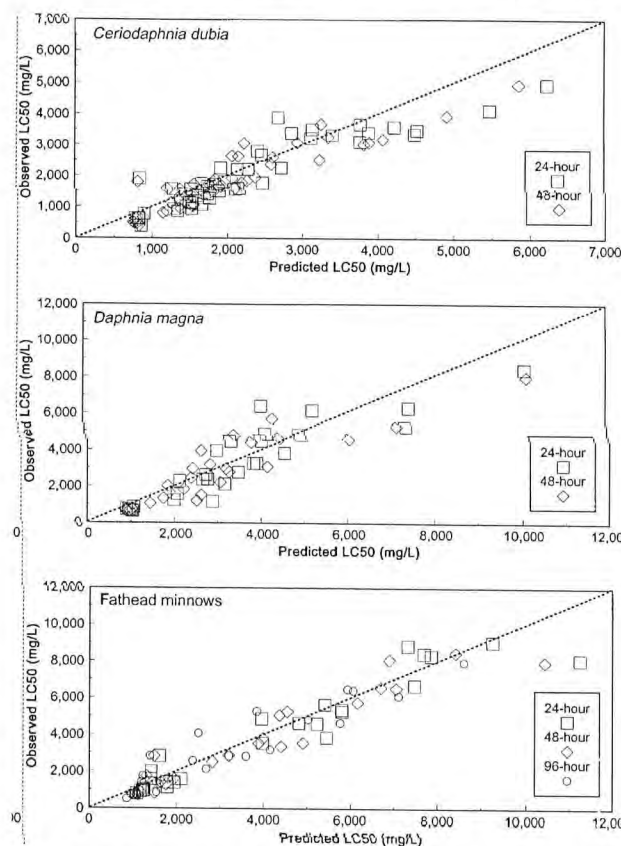 7,000
Ceriodaphnia dubia
6,000
5,000
4,000
3,000
2,000
1,000
0
Observed LC50 (mg/L)
24-hour
48-hour
1,000 2,000 3,000 4,000 5,000 6,000 7,000
Predicted LC50 (mg/L)
12,000
Daphnia magna
10,000
8,000
6,000
4,000
2,000
0
Observed LC50 (mg/L)
24-hour
48-hour
0
0 2,000 4,000 6,000 8,000 10,000 12,000
Predicted LC50 (mg/L)
12,000
Fathead minnows
10,000
8,000
6,000
4,000
2,000
0
Observed LC50 (mg/L)
24-hour
48-hour
96-hour
0 2,000 4,000 6,000 8,000 10,000 12,000
Predicted LC50 (mg/L)